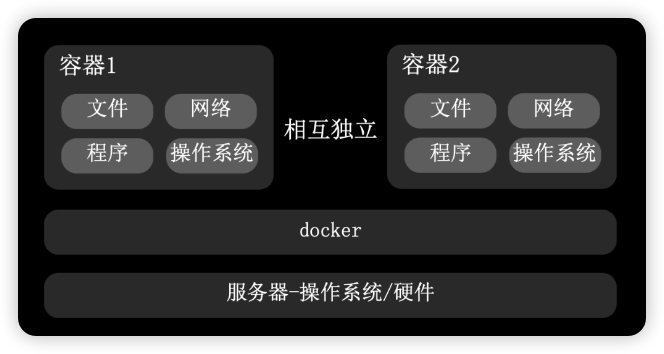 容器1
文件
网络
程序
操作系统
相互独立
容器2
文件
网络
程序
操作系统
docker
服务器-操作系统/硬件